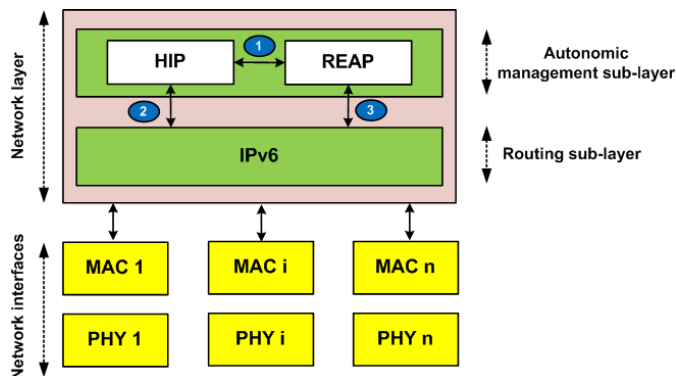 Network layer
HIP
1
REAP
Autonomic
management sub-layer
2
3
IPv6
Routing sub-layer
Network interfaces
MAC 1
MAC i
MAC n
PHY 1
PHY i
PHY n